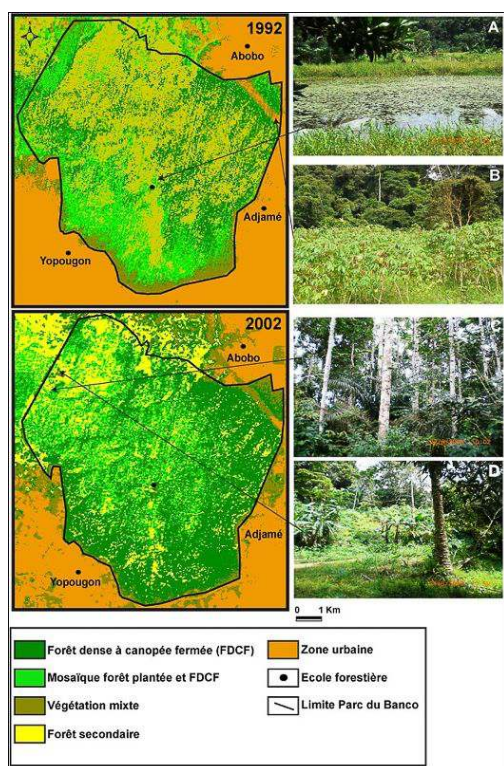 1992
Abobo
Adjamé
Yopougon
A
B
2002
Abobo
Adjamé
Yopougon
D
0 1 Km
Forêt dense à canopée fermée (FDCF)
Mosaïque forêt plantée et FDCF
Végétation mixte
Forêt secondaire
Zone urbaine
Ecole forestière
Limite Parc du Banco